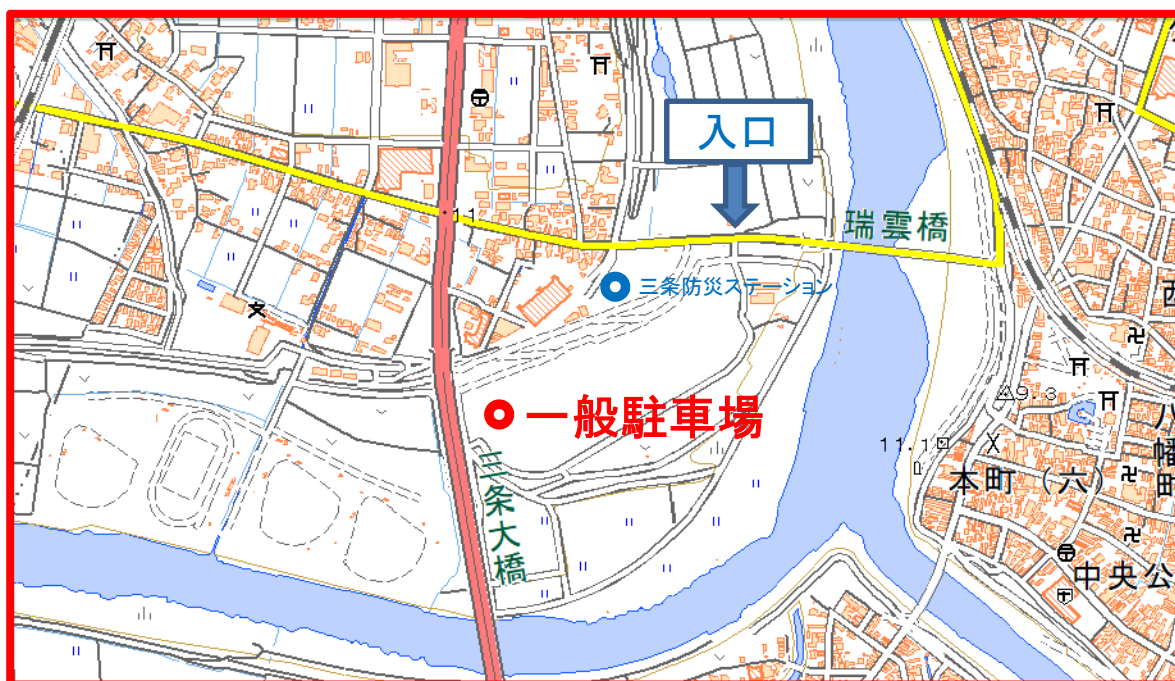 入口
瑞雲橋
11
三条防災ステーション
一般駐車場
三条大橋
9.3
11.1
本町(六)
八幡町
西
中央公